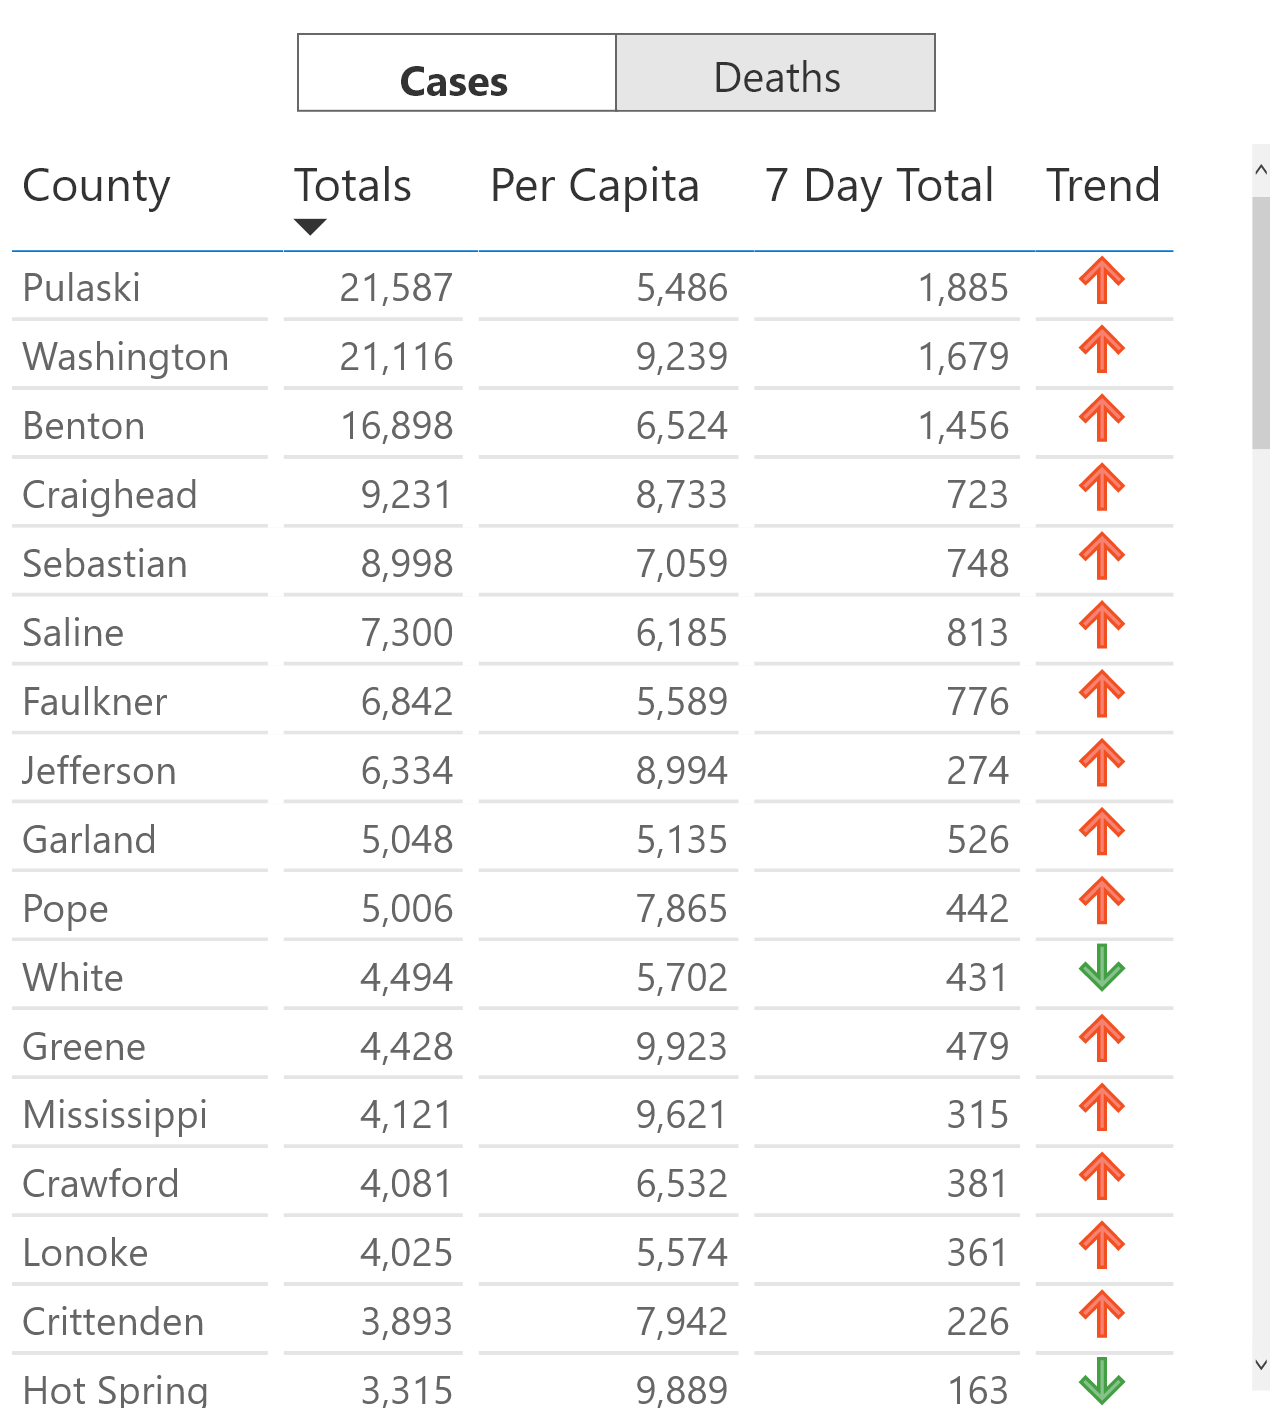 Cases Deaths
County Totals Per Capita 7 Day Total Trend
Pulaski 21,587 5,486 1,885
Washington 21,116 9,239 1,679
Benton 16,898 6,524 1,456
Craighead 9,231 8,733 723
Sebastian 8,998 7,059 748
Saline 7,300 6,185 813
Faulkner 6,842 5,589 776
Jefferson 6,334 8,994 274
Garland 5,048 5,135 526
Pope 5,006 7,865 442
White 4,494 5,702 431
Greene 4,428 9,923 479
Mississippi 4,121 9,621 315
Crawford 4,081 6,532 381
Lonoke 4,025 5,574 361
Crittenden 3,893 7,942 226
Hot Spring 3,315 9,889 163